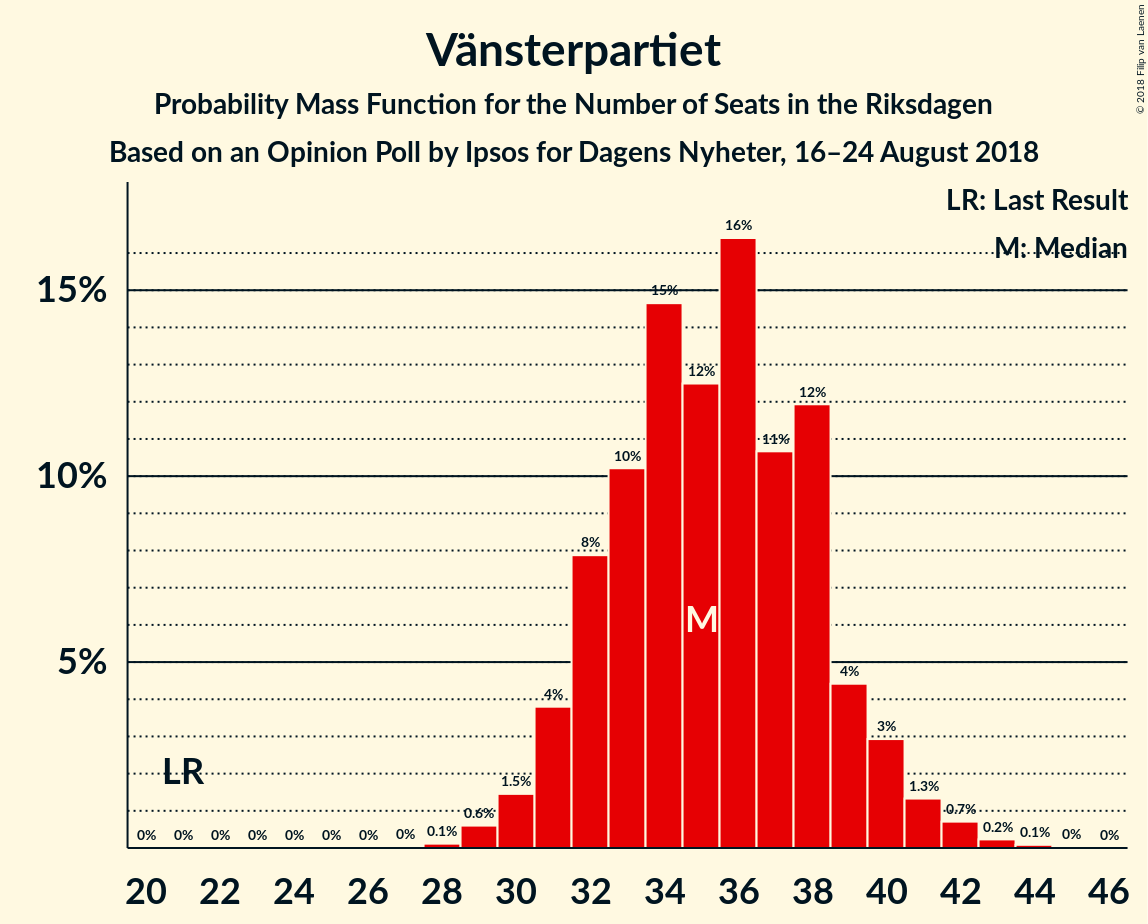 Vänsterpartiet
Probability Mass Function for the Number of Seats in the Riksdagen
Based on an Opinion Poll by Ipsos for Dagens Nyheter, 16–24 August 2018
© 2018 Filip van Laenen
LR: Last Result
M: Median
15%
10%
5%
0% 0% 0% 0% 0% 0% 0% 0% 0.1% 0.6% 1.5% 4% 8% 10% 15% 12% 16% 11% 12% 4% 3% 1.3% 0.7% 0.2% 0.1% 0% 0%
LR
M
20 22 24 26 28 30 32 34 36 38 40 42 44 46